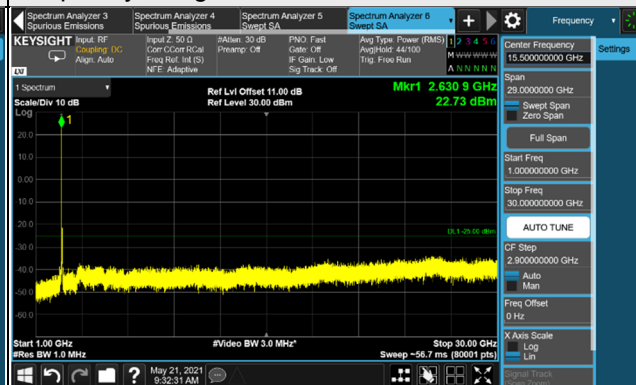 Spectrum Analyzer 3
Spurious Emissions
Spectrum Analyzer 4
Spurious Emissions
Spectrum Analyzer 5
Swept SA
Spectrum Analyzer 6
Swept SA
Frequency
KEYSIGHT
Input: RF
Coupling: DC
Align: Auto
Input Z: 50 Ω
Corr CCorr RCal
Freq Ref: Int (S)
NFE: Adaptive
#Atten: 30 dB
Preamp: Off
PNO: Fast
Gate: Off
IF Gain: Low
Sig Track: Off
Avg Type: Power (RMS)
Avg|Hold: 44/100
Trig: Free Run
1 2 3 4 5 6
M W W W W W
A N N N N N
LXI
1 Spectrum
Scale/Div 10 dB
Log
Ref Lvl Offset 11.00 dB
Ref Level 30.00 dBm
Mkr1 2.630 9 GHz
22.73 dBm
1
20.0
10.0
0.00
-10.0
-20.0
-30.0
-40.0
-50.0
-60.0
DL1 -25.00 dBm
Start 1.00 GHz
#Res BW 1.0 MHz
#Video BW 3.0 MHz*
Stop 30.00 GHz
Sweep ~56.7 ms (80001 pts)
May 21, 2021
9:32:31 AM
Settings
Center Frequency
15.500000000 GHz
Span
29.0000000 GHz
Swept Span
Zero Span
Full Span
Start Freq
1.000000000 GHz
Stop Freq
30.000000000 GHz
AUTO TUNE
CF Step
2.900000000 GHz
Auto
Man
Freq Offset
0 Hz
X Axis Scale
Log
Lin
Signal Track